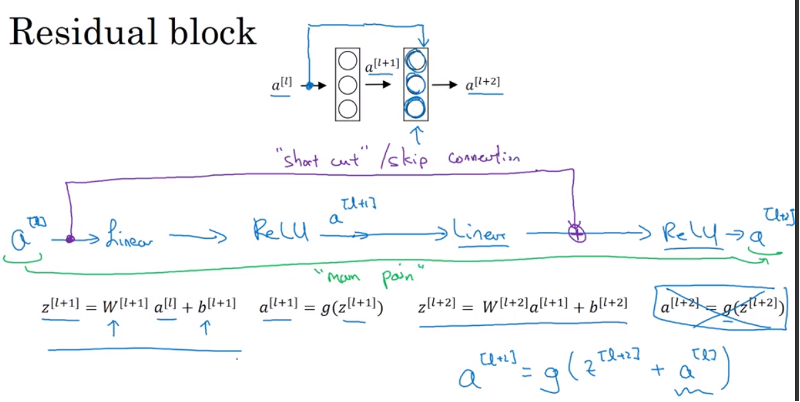 Residual block
a^[l] a^[l+1] a^[l+2]
"short cut" / skip connection
a^[l] → Linear → ReLU a^[l+1] → Linear → ⊕ → ReLU → a^[l+2]
"main path"
z^[l+1] = W^[l+1] a^[l] + b^[l+1] a^[l+1] = g(z^[l+1]) z^[l+2] = W^[l+2]a^[l+1] + b^[l+2] a^[l+2] = g(z^[l+2])
a^[l+2] = g(z^[l+2] + a^[l])